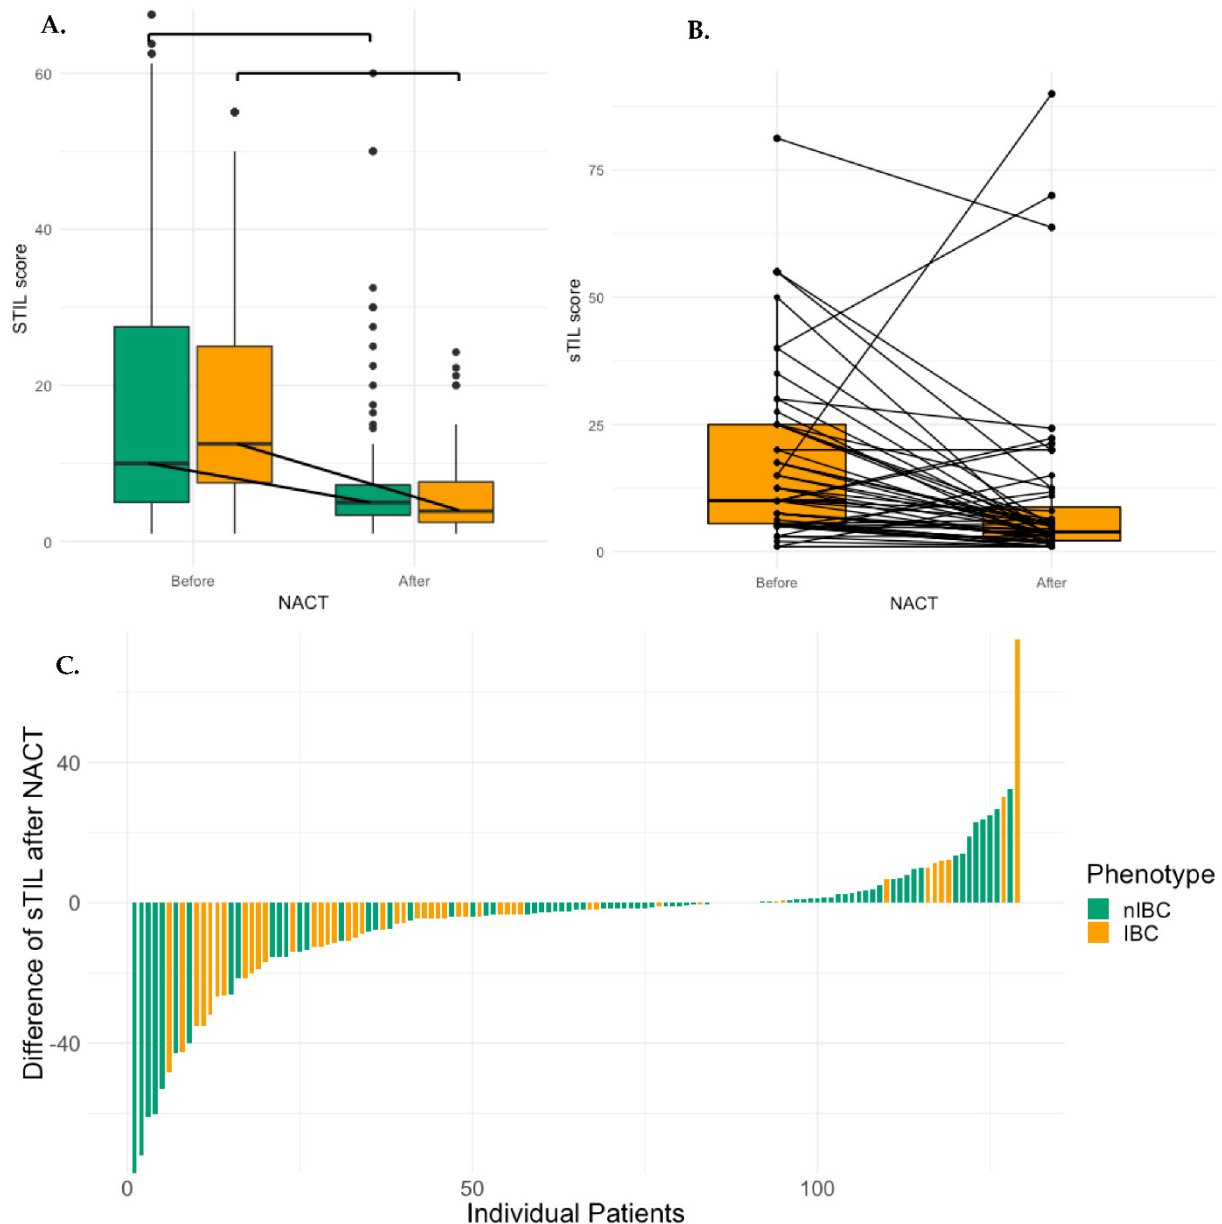 A.
B.
60
40
20
0
STIL score
Before
After
NACT
75
50
25
0
sTIL score
Before
After
NACT
C.
40
0
-40
Difference of sTIL after NACT
0
50
100
Individual Patients
Phenotype
nIBC
IBC